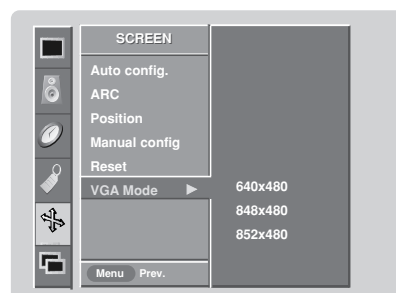 SCREEN
Auto config.
ARC
Position
Manual config
Reset
VGA Mode ▶
640x480
848x480
852x480
Menu Prev.